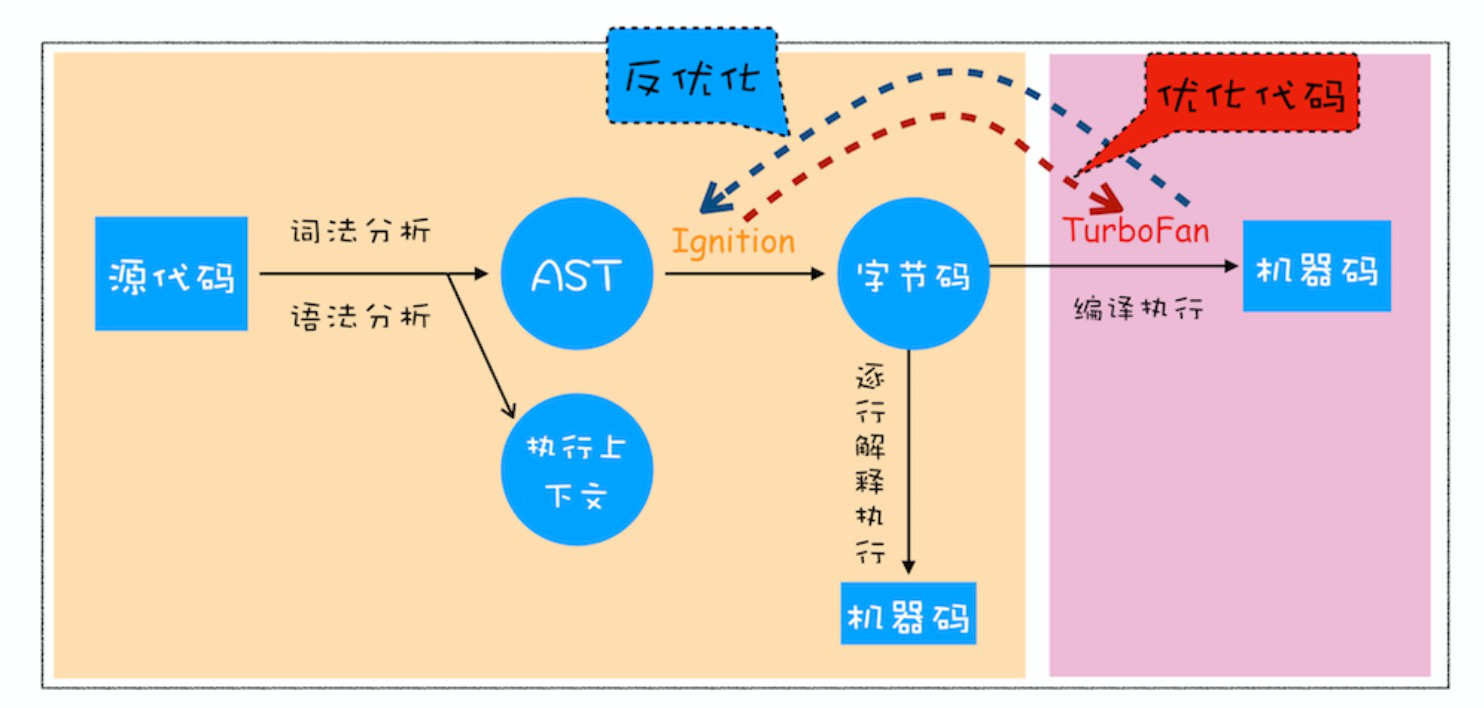 反优化
优化代码
词法分析
Ignition
TurboFan
源代码
AST
字节码
机器码
语法分析
编译执行
逐行解释执行
执行上
下文
机器码